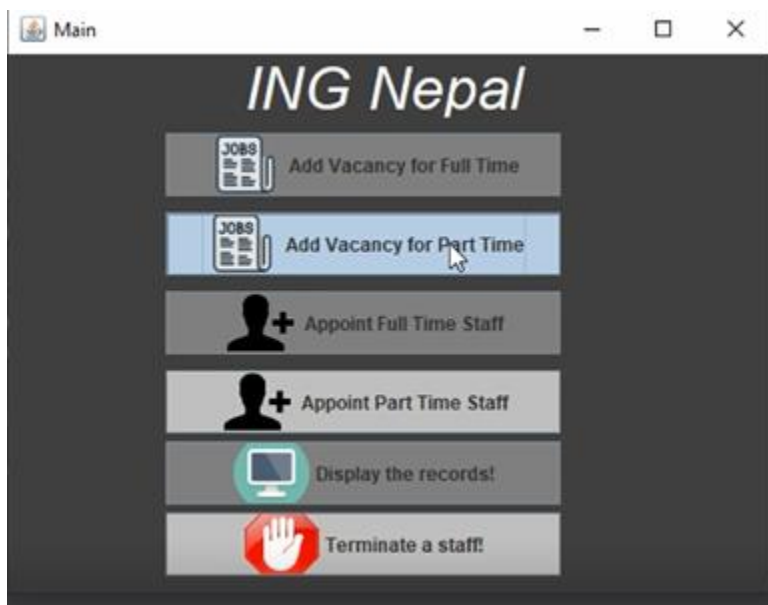 Main
ING Nepal
JOBS
Add Vacancy for Full Time
JOBS
Add Vacancy for Part Time
Appoint Full Time Staff
Appoint Part Time Staff
Display the records!
Terminate a staff!